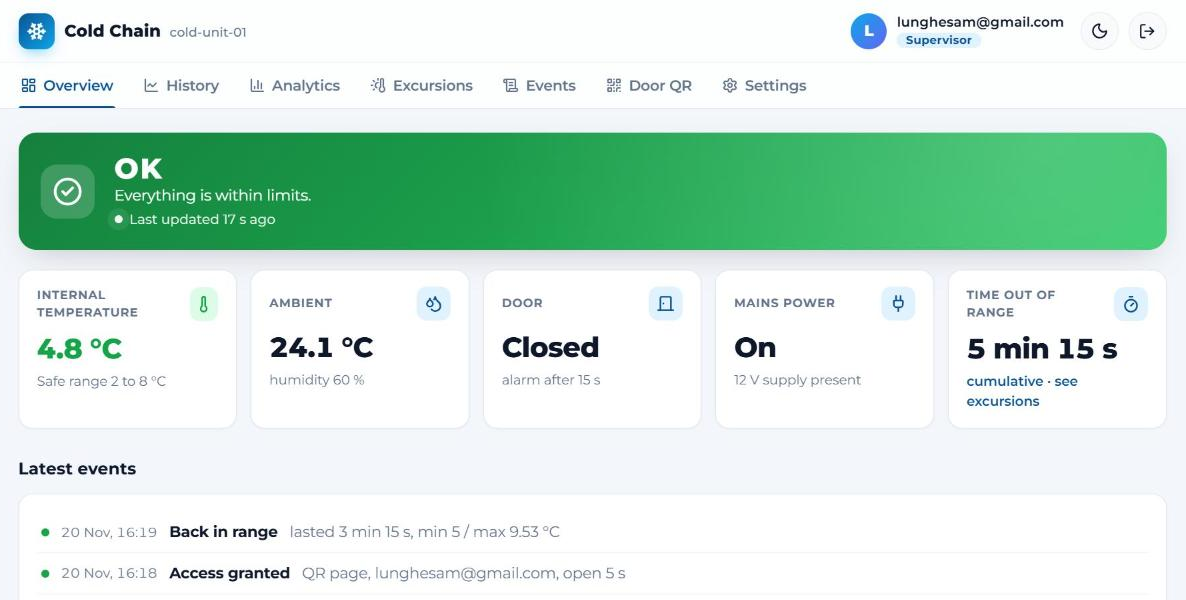 Cold Chain cold-unit-01
L
lunghesam@gmail.com
Supervisor
Overview History Analytics Excursions Events Door QR Settings
OK
Everything is within limits.
Last updated 17 s ago
INTERNAL
TEMPERATURE
4.8 °C
Safe range 2 to 8 °C
AMBIENT
24.1 °C
humidity 60 %
DOOR
Closed
alarm after 15 s
MAINS POWER
On
12 V supply present
TIME OUT OF
RANGE
5 min 15 s
cumulative · see
excursions
Latest events
20 Nov, 16:19 Back in range lasted 3 min 15 s, min 5 / max 9.53 °C
20 Nov, 16:18 Access granted QR page, lunghesam@gmail.com, open 5 s